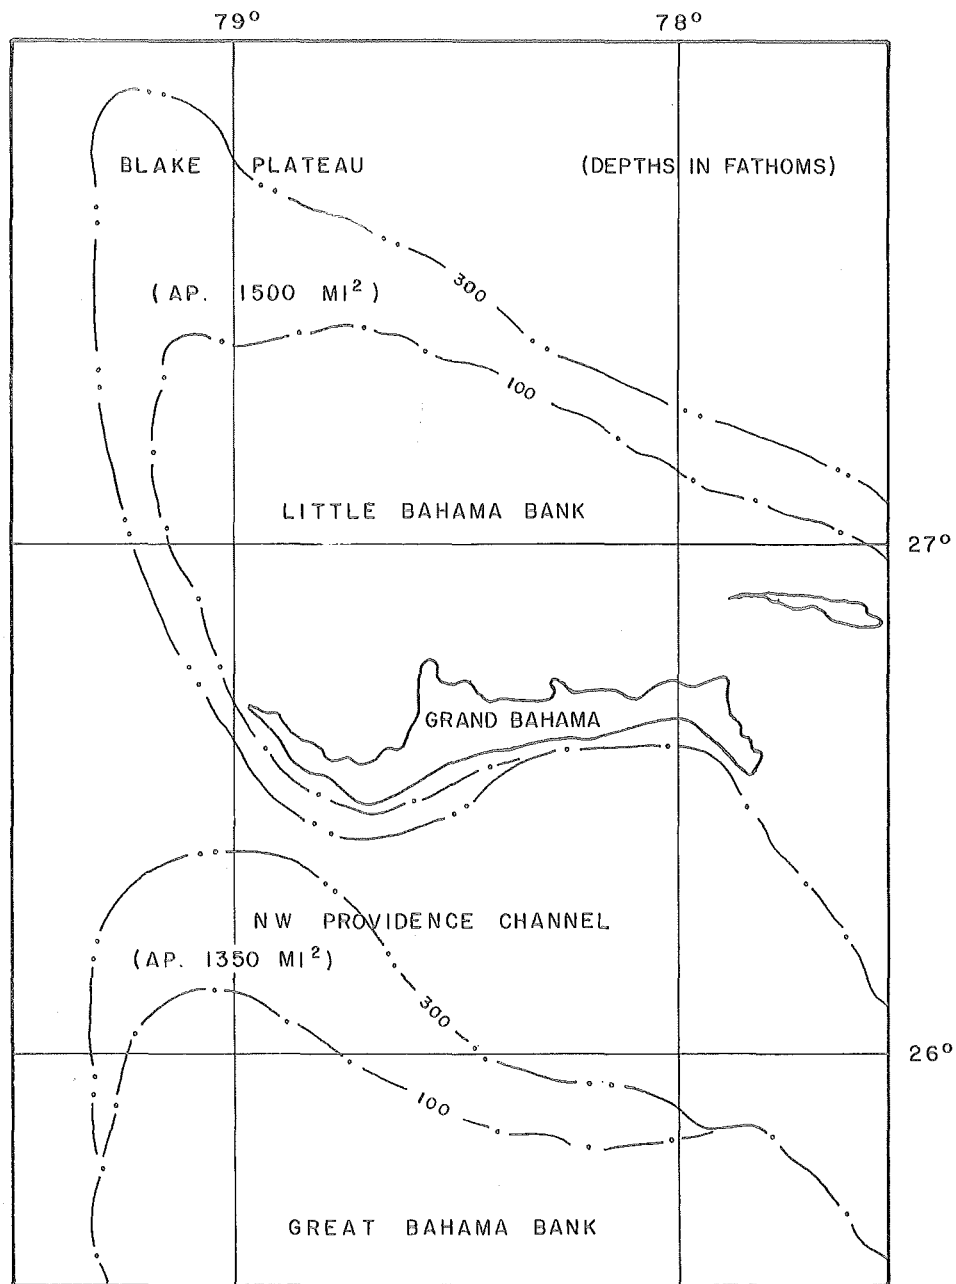 79° 78°
BLAKE PLATEAU (DEPTHS IN FATHOMS)
(AP. 1500 MI²)
300
100
LITTLE BAHAMA BANK
27°
GRAND BAHAMA
NW PROVIDENCE CHANNEL
(AP. 1350 MI²)
300
26°
100
GREAT BAHAMA BANK